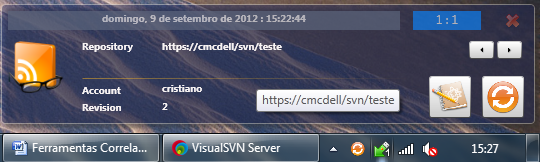 domingo, 9 de setembro de 2012 : 15:22:44
1 : 1
Repository https://cmcdell/svn/teste
Account cristiano
Revision 2
https://cmcdell/svn/teste
Ferramentas Correla...
VisualSVN Server
1
15:27